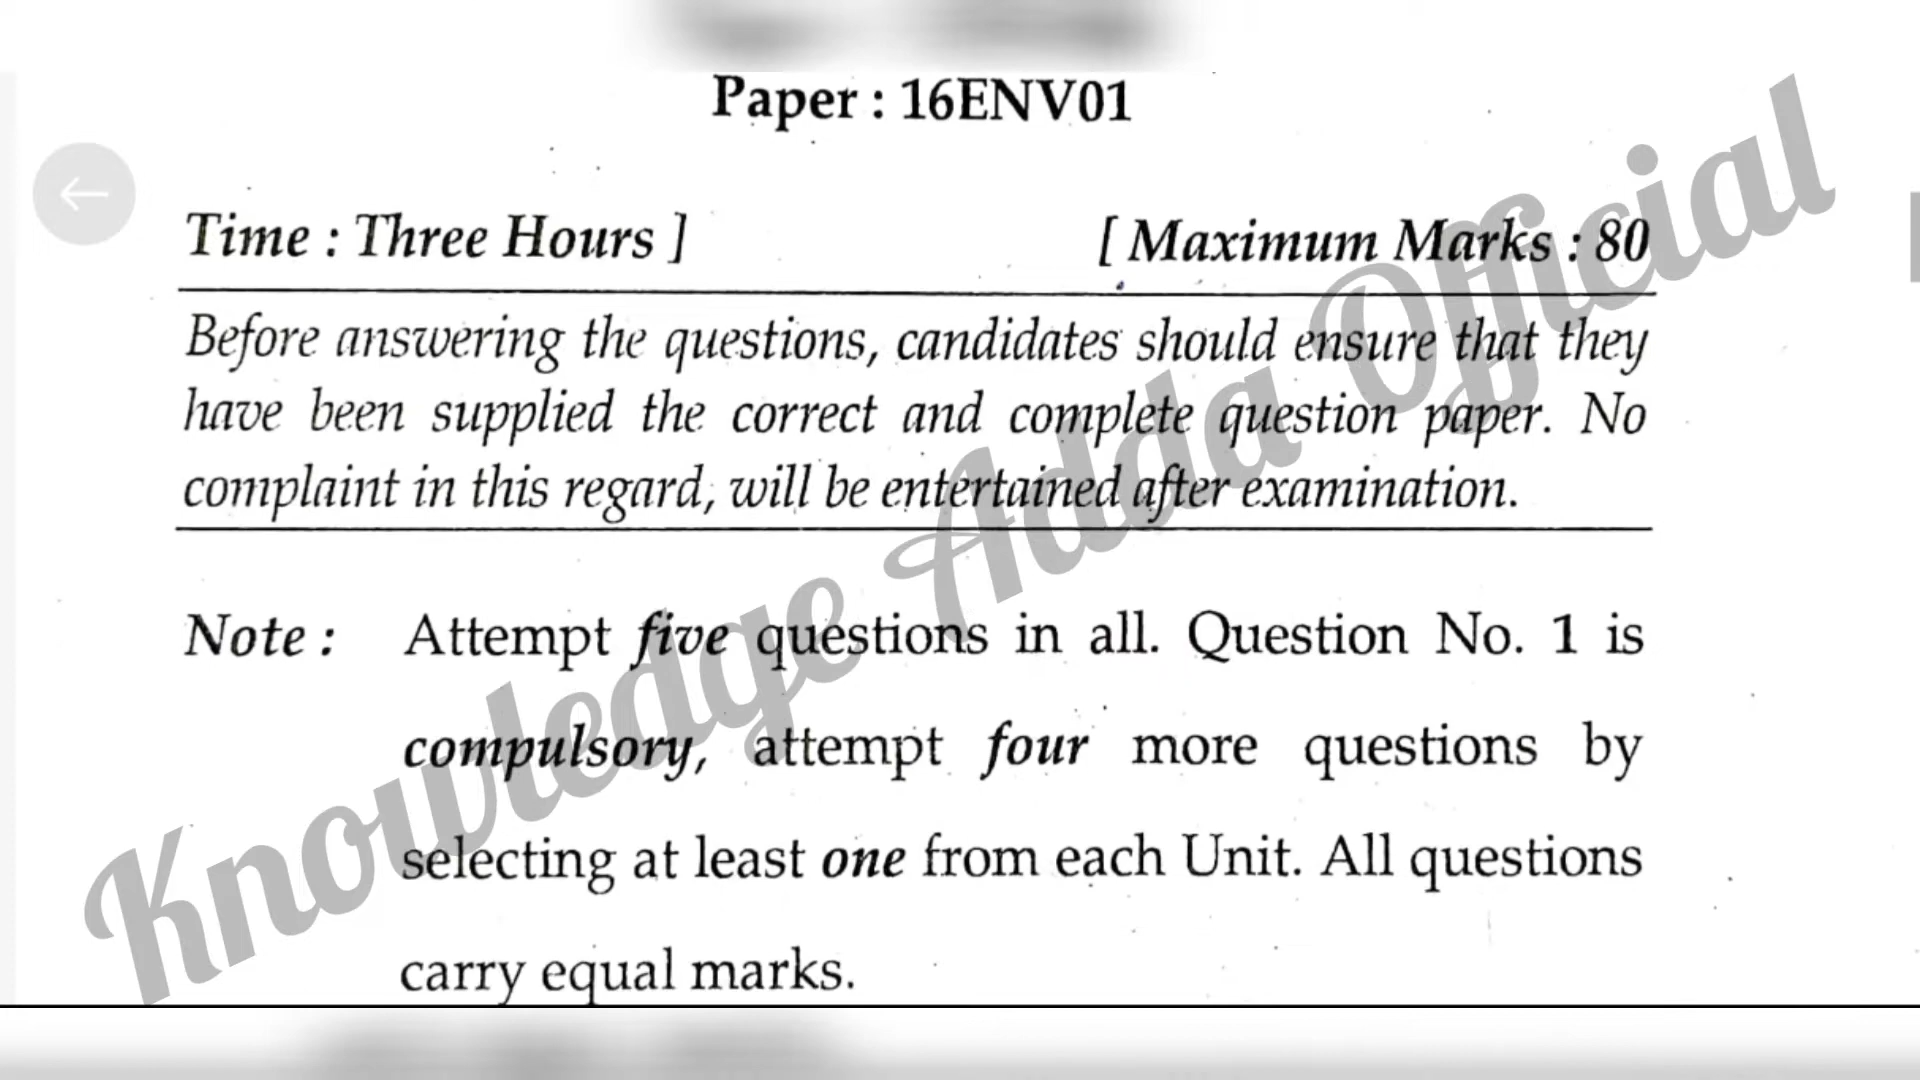 Paper : 16ENV01
Time : Three Hours ] [ Maximum Marks : 80
Before answering the questions, candidates should ensure that they
have been supplied the correct and complete question paper. No
complaint in this regard, will be entertained after examination.
Note : Attempt five questions in all. Question No. 1 is
compulsory, attempt four more questions by
selecting at least one from each Unit. All questions
carry equal marks.
Knowledge Adda Official